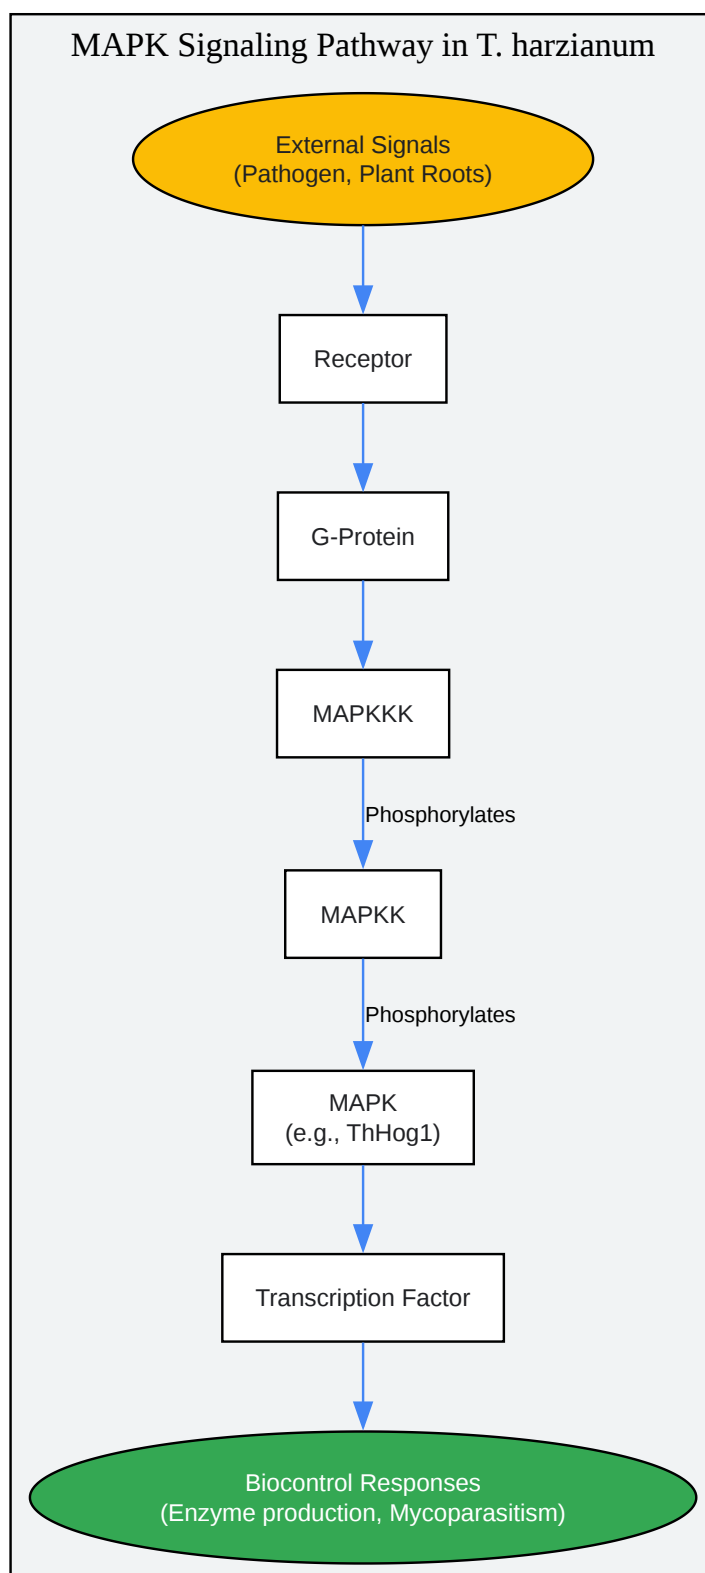 MAPK Signaling Pathway in T. harzianum
External Signals
(Pathogen, Plant Roots)
Receptor
G-Protein
MAPKKK
Phosphorylates
MAPKK
Phosphorylates
MAPK
(e.g., ThHog1)
Transcription Factor
Biocontrol Responses
(Enzyme production, Mycoparasitism)